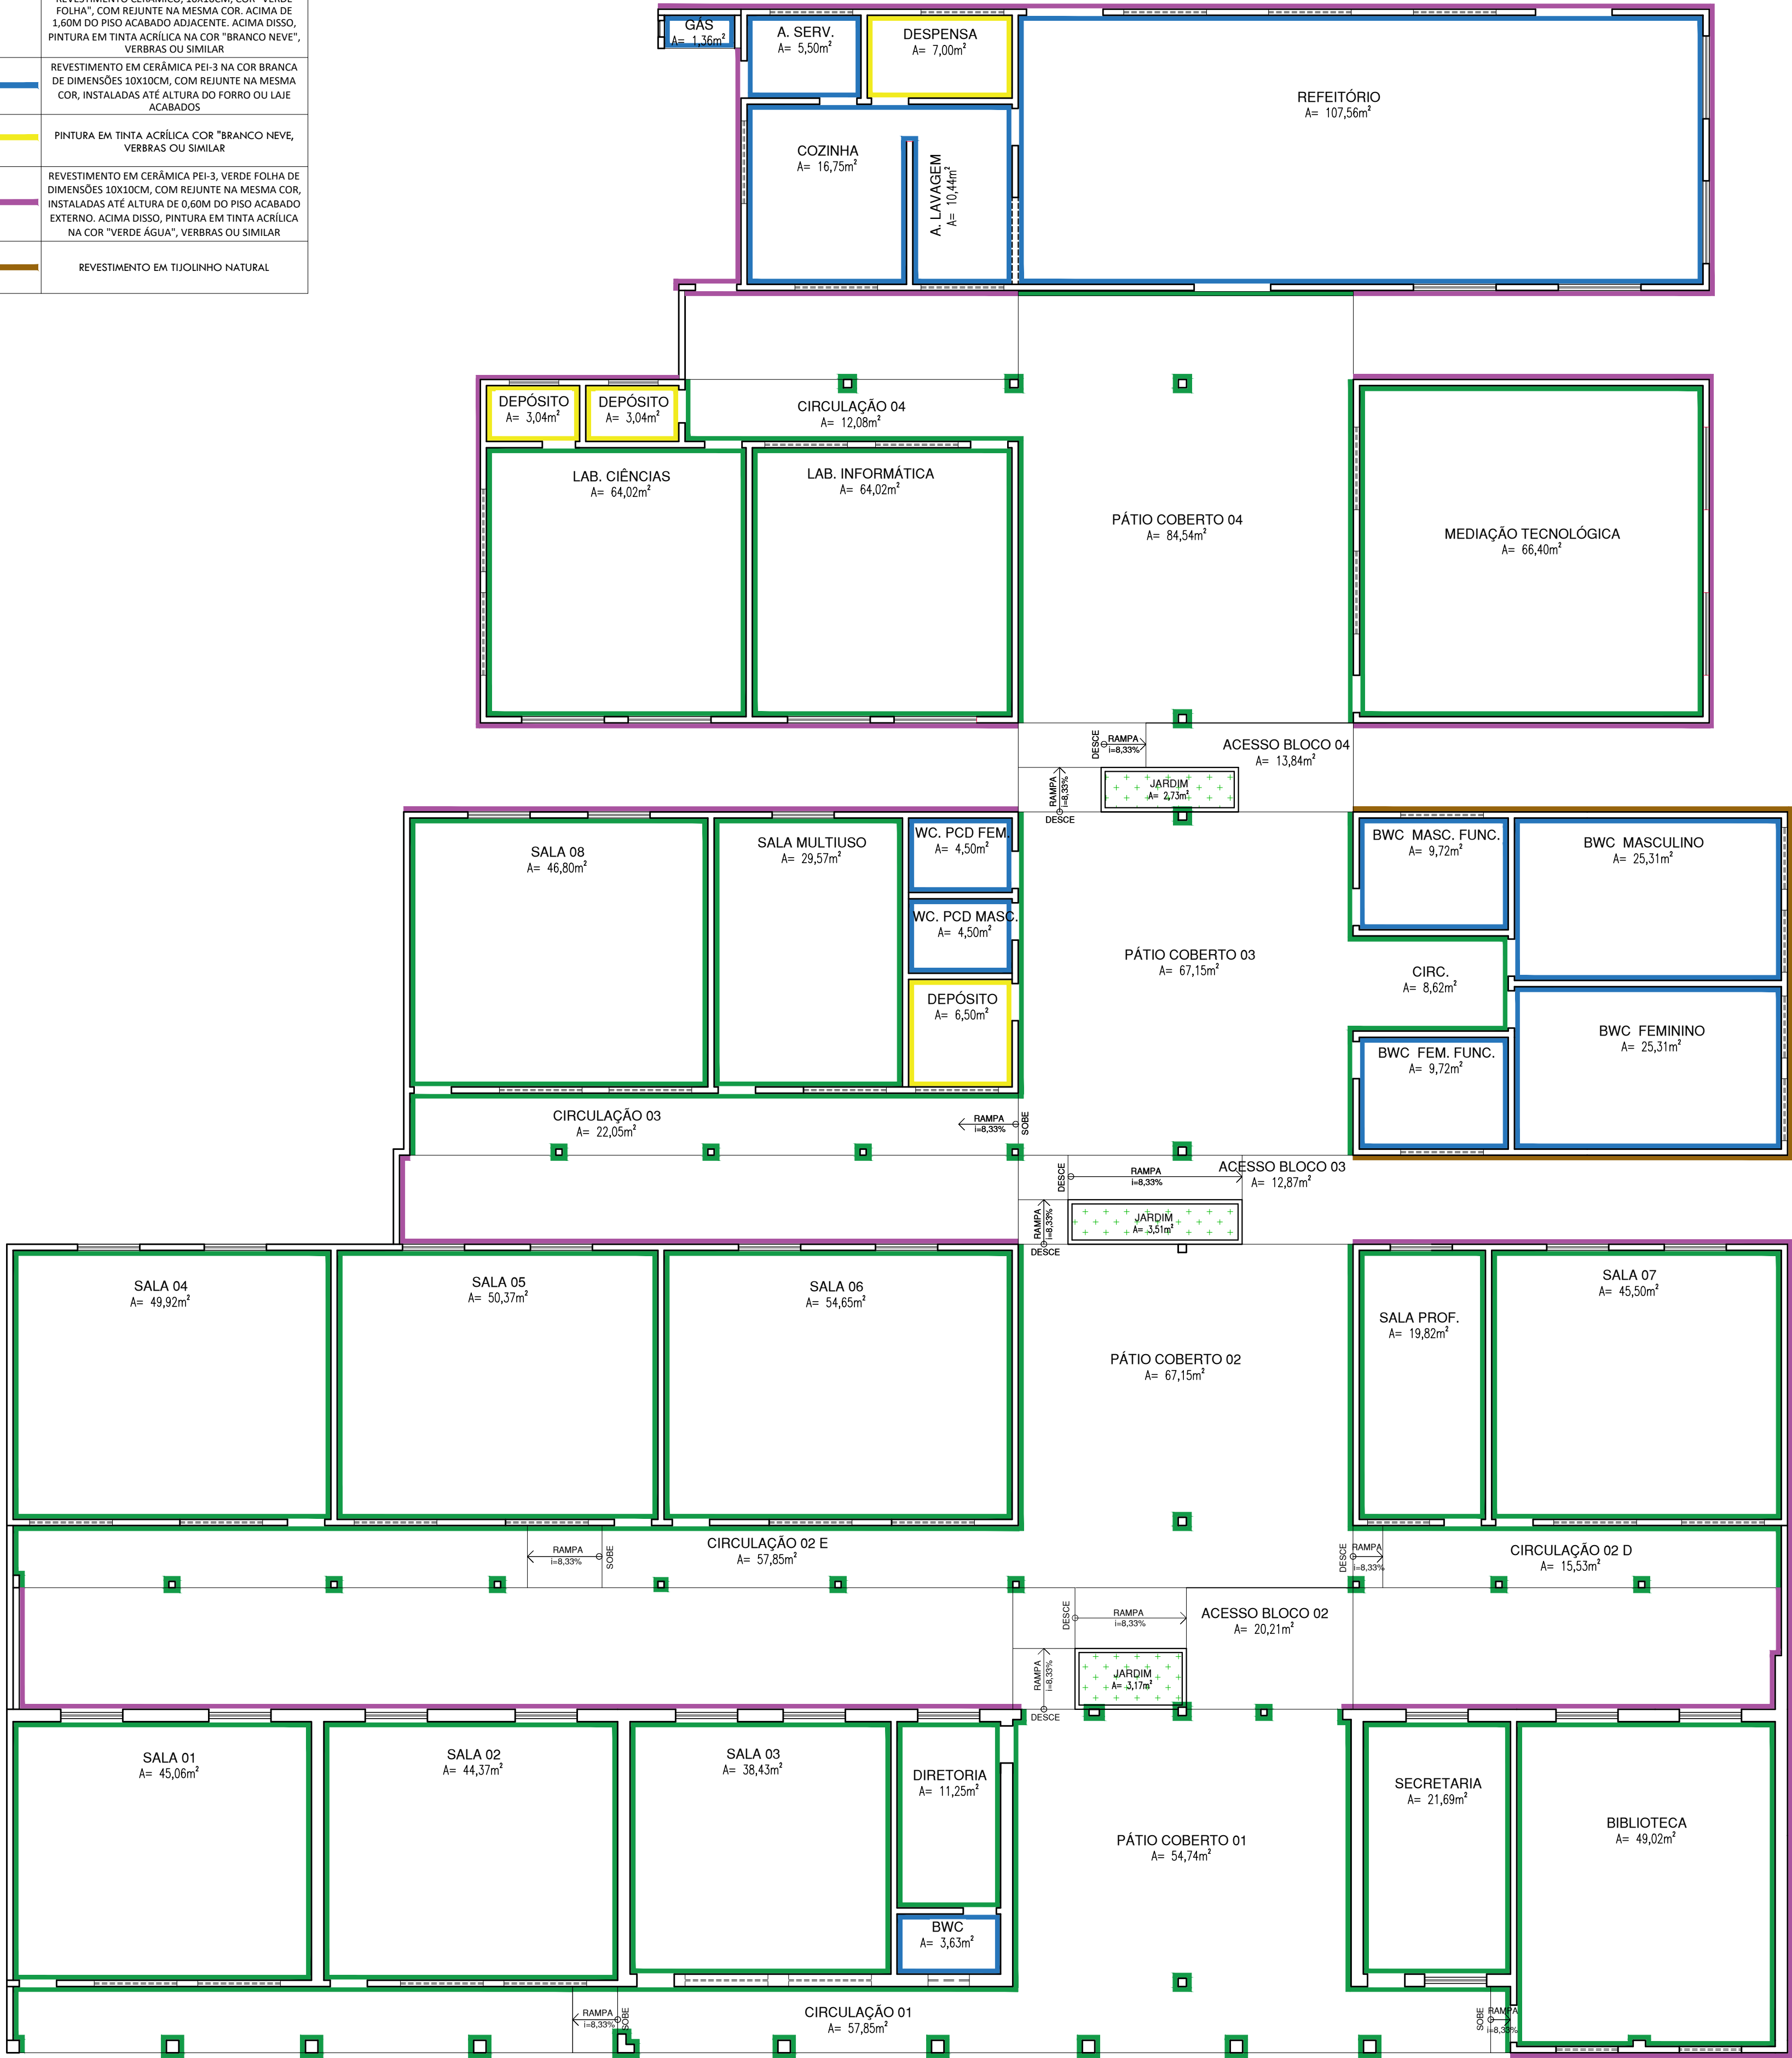 REVESTIMENTO CERÂMICO, 10X10CM, COR "VERDE
FOLHA", COM REJUNTE NA MESMA COR. ACIMA DE
1,60M DO PISO ACABADO ADJACENTE. ACIMA DISSO,
PINTURA EM TINTA ACRÍLICA NA COR "BRANCO NEVE",
VERBRAS OU SIMILAR
REVESTIMENTO EM CERÂMICA PEI-3 NA COR BRANCA
DE DIMENSÕES 10X10CM, COM REJUNTE NA MESMA
COR, INSTALADAS ATÉ ALTURA DO FORRO OU LAJE
ACABADOS
PINTURA EM TINTA ACRÍLICA COR "BRANCO NEVE,
VERBRAS OU SIMILAR
REVESTIMENTO EM CERÂMICA PEI-3, VERDE FOLHA DE
DIMENSÕES 10X10CM, COM REJUNTE NA MESMA COR,
INSTALADAS ATÉ ALTURA DE 0,60M DO PISO ACABADO
EXTERNO. ACIMA DISSO, PINTURA EM TINTA ACRÍLICA
NA COR "VERDE ÁGUA", VERBRAS OU SIMILAR
REVESTIMENTO EM TIJOLINHO NATURAL
GÁS
A= 1,36m²
A. SERV.
A= 5,50m²
DESPENSA
A= 7,00m²
REFEITÓRIO
A= 107,56m²
COZINHA
A= 16,75m²
A. LAVAGEM
A= 10,44m²
DEPÓSITO
A= 3,04m²
DEPÓSITO
A= 3,04m²
CIRCULAÇÃO 04
A= 12,08m²
LAB. CIÊNCIAS
A= 64,02m²
LAB. INFORMÁTICA
A= 64,02m²
PÁTIO COBERTO 04
A= 84,54m²
MEDIAÇÃO TECNOLÓGICA
A= 66,40m²
DESCE
RAMPA
i=8,33%
ACESSO BLOCO 04
A= 13,84m²
RAMPA
i=8,33%
DESCE
JARDIM
A= 2,73m²
SALA 08
A= 46,80m²
SALA MULTIUSO
A= 29,57m²
WC. PCD FEM.
A= 4,50m²
WC. PCD MASC.
A= 4,50m²
DEPÓSITO
A= 6,50m²
PÁTIO COBERTO 03
A= 67,15m²
BWC MASC. FUNC.
A= 9,72m²
BWC MASCULINO
A= 25,31m²
CIRC.
A= 8,62m²
BWC FEMININO
A= 25,31m²
BWC FEM. FUNC.
A= 9,72m²
CIRCULAÇÃO 03
A= 22,05m²
RAMPA
i=8,33%
SOBE
DESCE
RAMPA
i=8,33%
ACESSO BLOCO 03
A= 12,87m²
RAMPA
i=8,33%
DESCE
JARDIM
A= 3,51m²
SALA 04
A= 49,92m²
SALA 05
A= 50,37m²
SALA 06
A= 54,65m²
PÁTIO COBERTO 02
A= 67,15m²
SALA PROF.
A= 19,82m²
SALA 07
A= 45,50m²
RAMPA
i=8,33%
SOBE
CIRCULAÇÃO 02 E
A= 57,85m²
DESCE
RAMPA
i=8,33%
CIRCULAÇÃO 02 D
A= 15,53m²
DESCE
RAMPA
i=8,33%
ACESSO BLOCO 02
A= 20,21m²
RAMPA
i=8,33%
DESCE
JARDIM
A= 3,17m²
SALA 01
A= 45,06m²
SALA 02
A= 44,37m²
SALA 03
A= 38,43m²
DIRETORIA
A= 11,25m²
BWC
A= 3,63m²
PÁTIO COBERTO 01
A= 54,74m²
SECRETARIA
A= 21,69m²
BIBLIOTECA
A= 49,02m²
RAMPA
i=8,33%
SOBE
CIRCULAÇÃO 01
A= 57,85m²
SOBE
RAMPA
i=8,33%